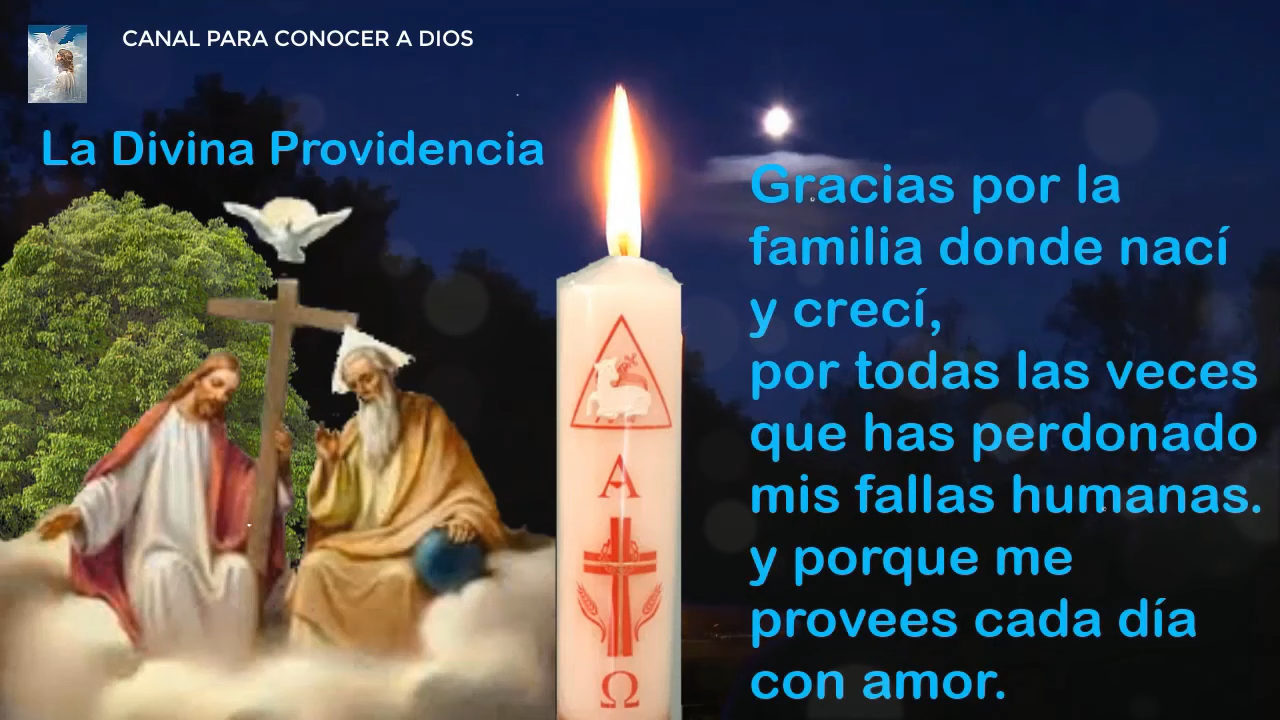 CANAL PARA CONOCER A DIOS
La Divina Providencia
Gracias por la
familia donde nací
y crecí,
por todas las veces
que has perdonado
mis fallas humanas.
y porque me
provees cada día
con amor.
Α
Ω